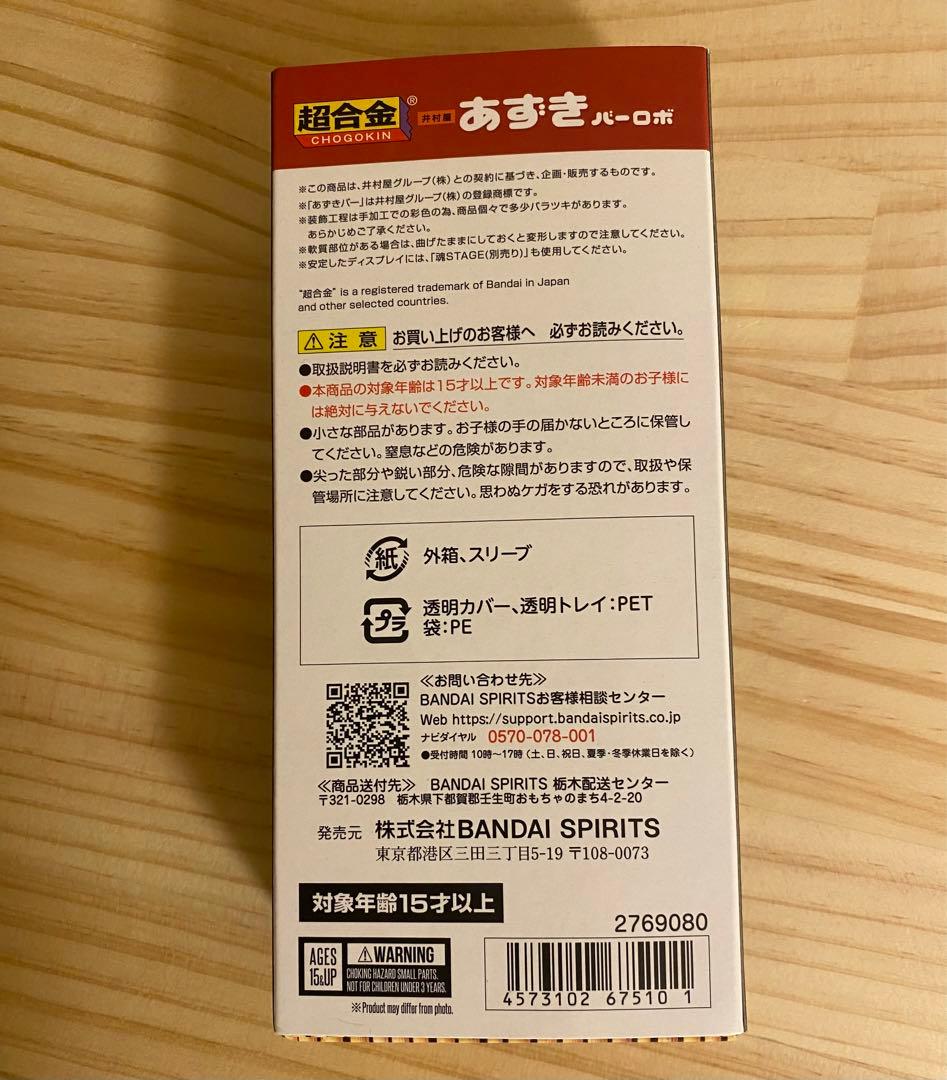 超合金® 井村屋 あずきバーロボ
CHOGOKIN
※この商品は、井村屋グループ(株)との契約に基づき、企画・販売するものです。
※「あずきバー」は井村屋グループ(株)の登録商標です。
※装飾工程は手加工での彩色の為、商品個々で多少バラツキがあります。
あらかじめご了承ください。
※軟質部位がある場合は、曲げたままにしておくと変形しますので注意してください。
※安定したディスプレイには、「魂STAGE(別売り)」も使用してください。
"超合金" is a registered trademark of Bandai in Japan
and other selected countries.
⚠注 意 お買い上げのお客様へ 必ずお読みください。
●取扱説明書を必ずお読みください。
●本商品の対象年齢は15才以上です。対象年齢未満のお子様に
は絶対に与えないでください。
●小さな部品があります。お子様の手の届かないところに保管し
てください。窒息などの危険があります。
●尖った部分や鋭い部分、危険な隙間がありますので、取扱や保
管場所に注意してください。思わぬケガをする恐れがあります。
紙 外箱、スリーブ
プラ 透明カバー、透明トレイ:PET
袋:PE
≪お問い合わせ先≫
BANDAI SPIRITSお客様相談センター
Web https://support.bandaispirits.co.jp
ナビダイヤル 0570-078-001
●受付時間 10時〜17時(土、日、祝日、夏季・冬季休業日を除く)
≪商品送付先≫ BANDAI SPIRITS 栃木配送センター
〒321-0298 栃木県下都賀郡壬生町おもちゃのまち4-2-20
発売元 株式会社BANDAI SPIRITS
東京都港区三田三丁目5-19 〒108-0073
対象年齢15才以上
2769080
AGES
15&UP
⚠WARNING
CHOKING HAZARD SMALL PARTS.
NOT FOR CHILDREN UNDER 3 YEARS.
※Product may differ from photo.
4573102 67510 1